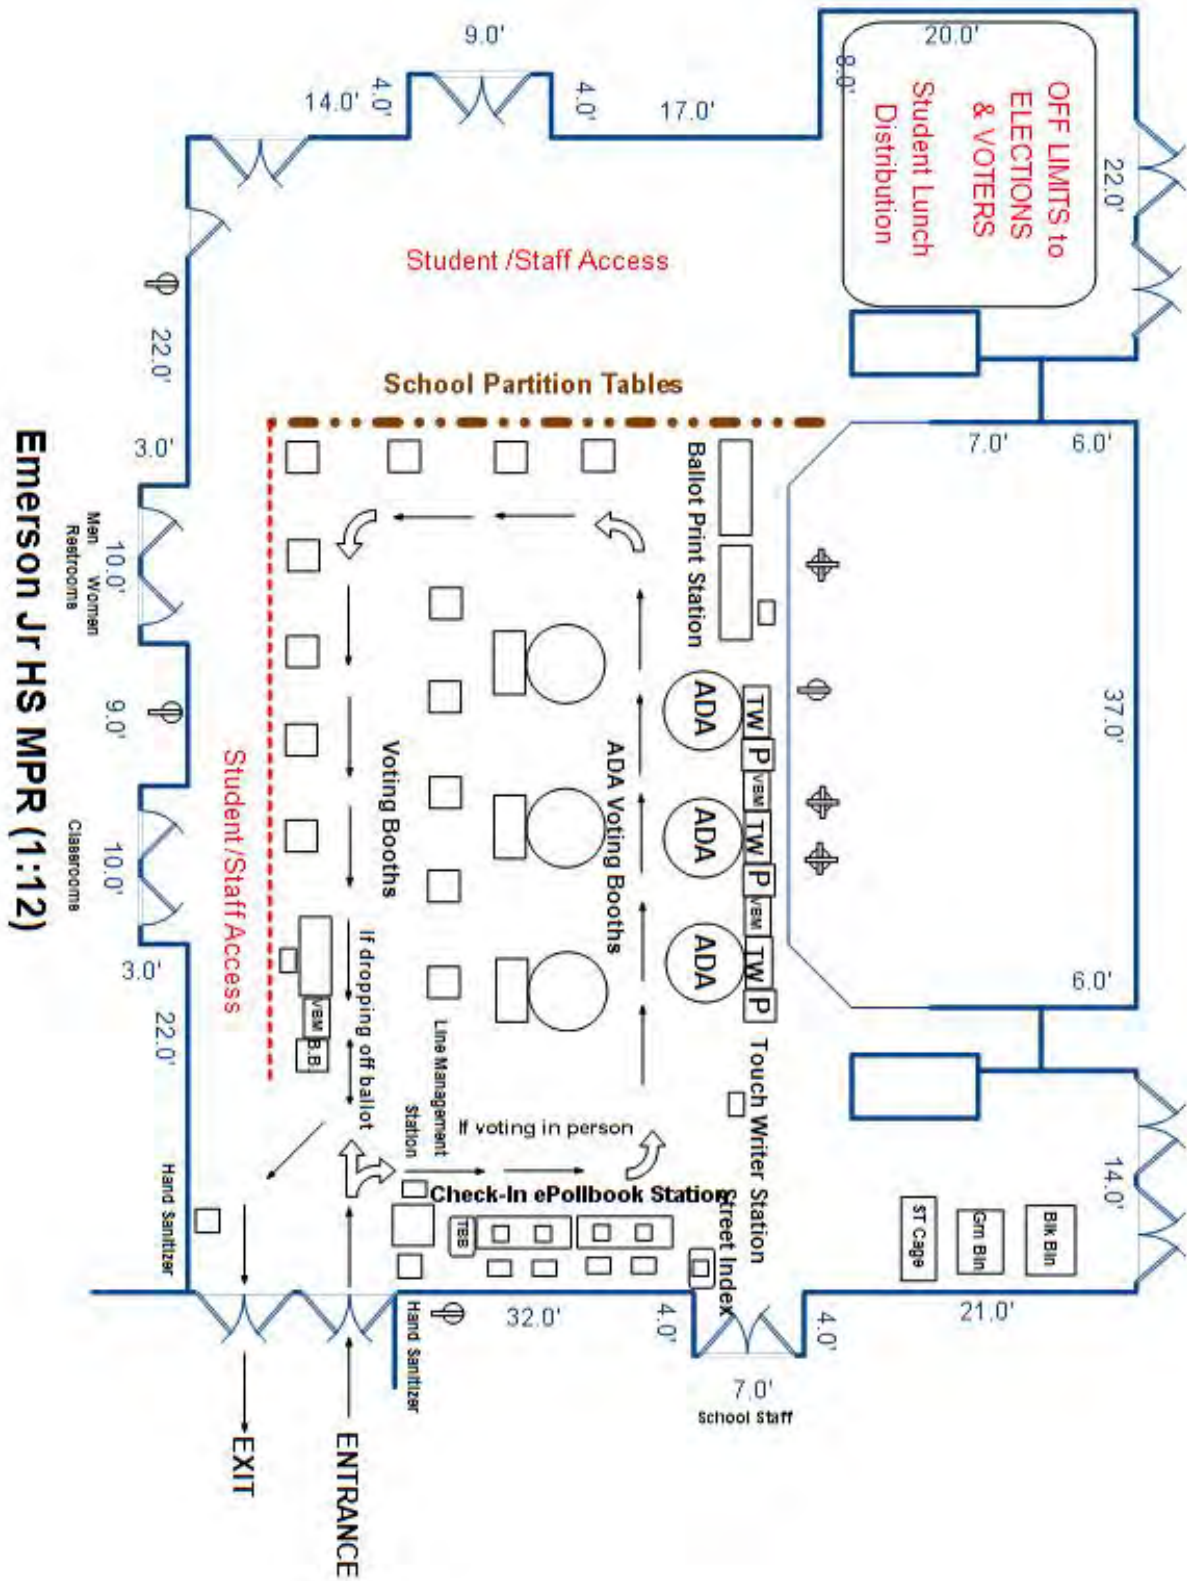 9.0'
20.0'
8.0'
OFF LIMITS to
ELECTIONS
& VOTERS
Student Lunch
Distribution
22.0'
14.0'
4.0'
4.0'
17.0'
Student /Staff Access
22.0'
School Partition Tables
3.0'
7.0'
6.0'
Ballot Print Station
Men Women
Restrooms
10.0'
9.0'
Classrooms
10.0'
3.0'
22.0'
Emerson Jr HS MPR (1:12)
Student/Staff Access
Voting Booths
ADA Voting Booths
ADA
TW
P
VBM
ADA
TW
P
VBM
ADA
TW
P
37.0'
6.0'
VBM
B.B.
If dropping off ballot
Line Management
Station
If voting in person
Touch Writer Station
Check-In ePollbook Station
Street Index
ST Cage
Grn Bin
Blk Bin
14.0'
Hand Sanitizer
Hand Sanitizer
32.0'
4.0'
4.0'
21.0'
7.0'
School Staff
EXIT
ENTRANCE